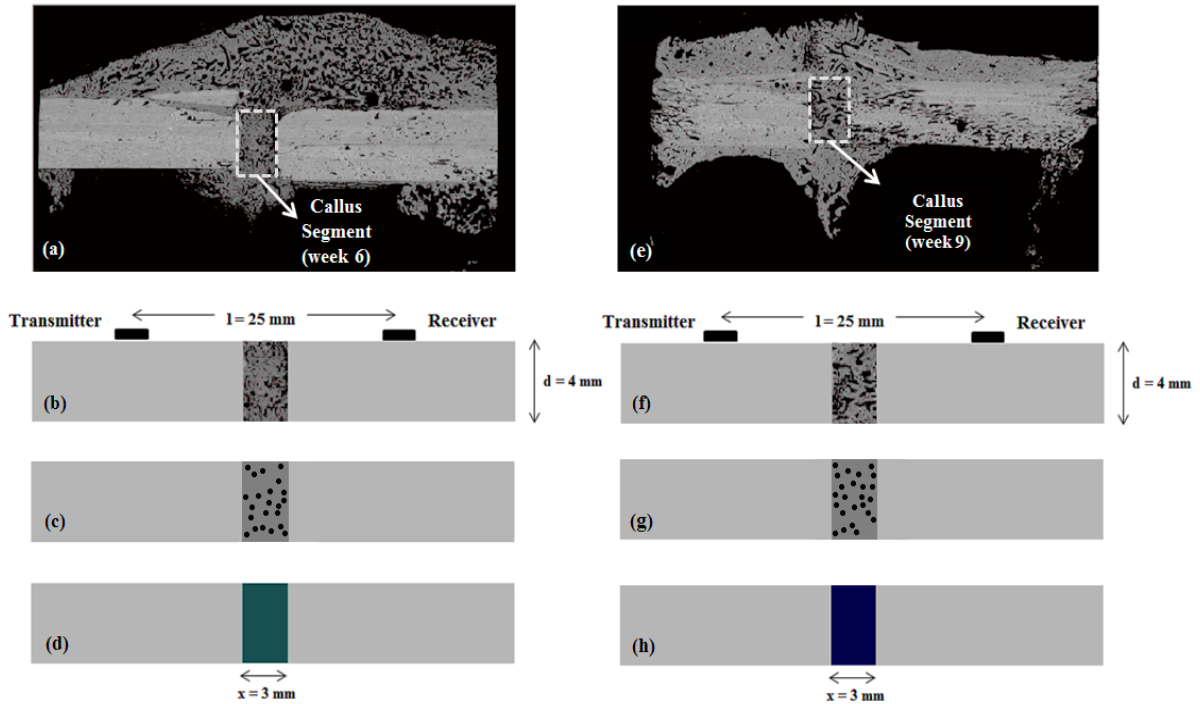 Callus
Segment
(week 6)
(a)
Callus
Segment
(week 9)
(e)
Transmitter
l = 25 mm
Receiver
d = 4 mm
(b)
Transmitter
l = 25 mm
Receiver
d = 4 mm
(f)
(c)
(g)
(d)
x = 3 mm
(h)
x = 3 mm